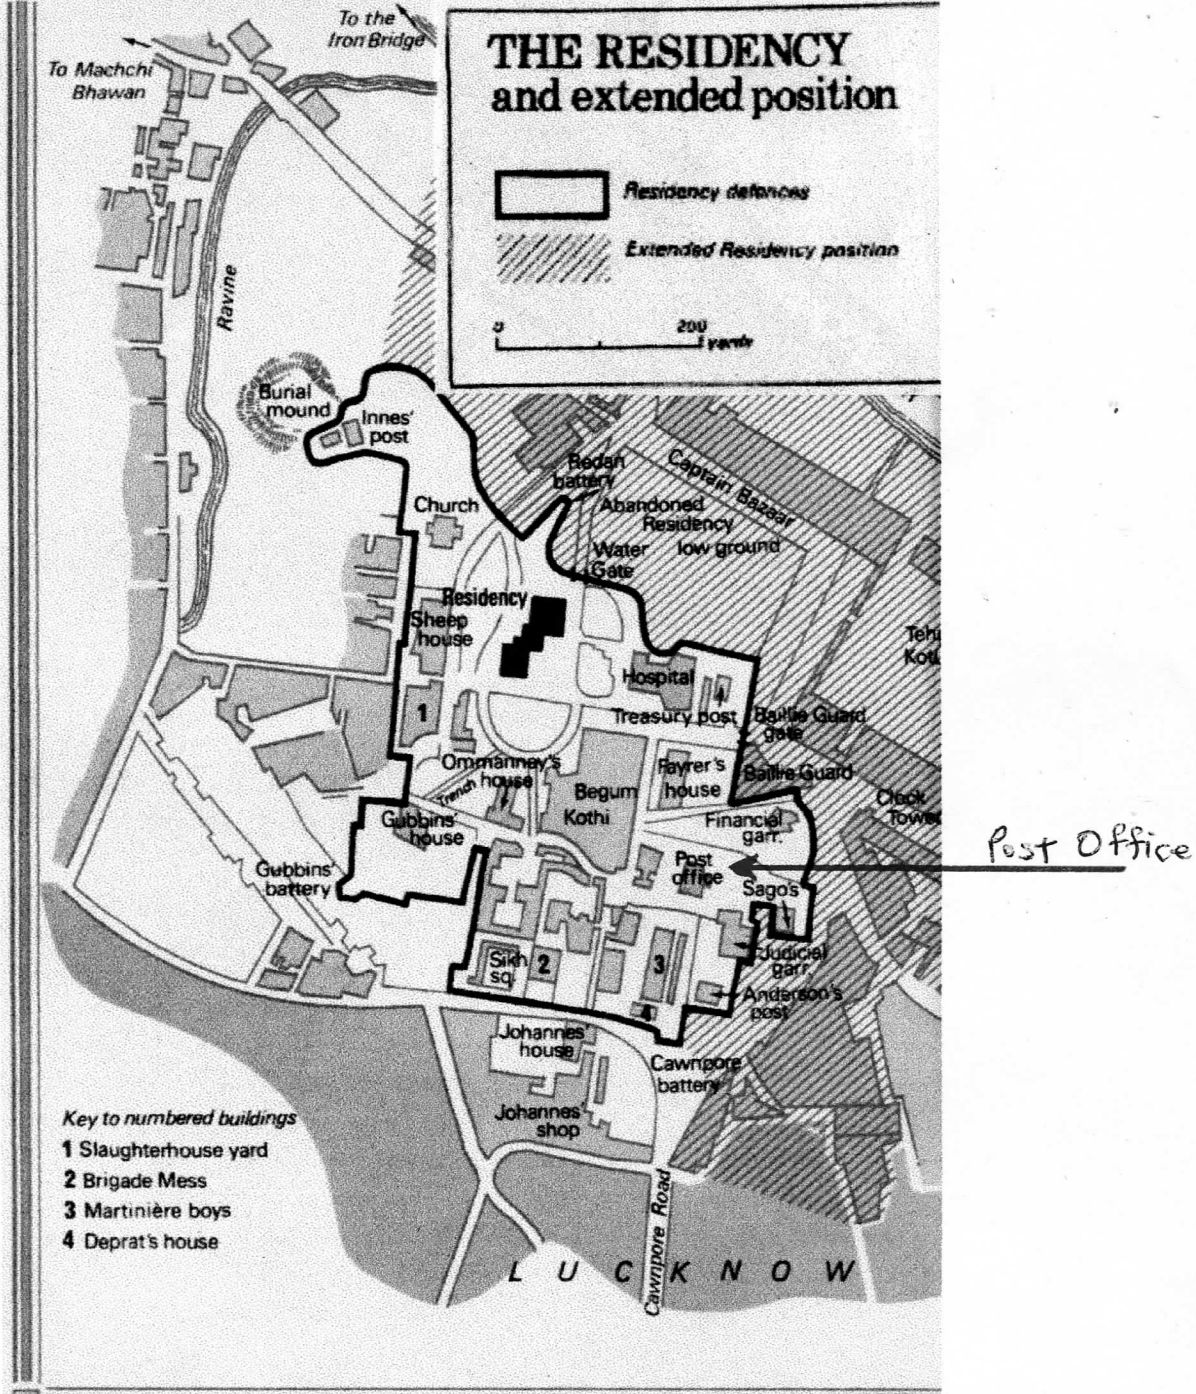 To the
Iron Bridge
To Machchi
Bhawan
THE RESIDENCY
and extended position
Residency defences
Extended Residency position
0
200
yards
Ravine
Burial
mound
Innes'
post
Redan
battery
Captain Bazaar
Church
Abandoned
Residency
Water
Gate
low ground
Residency
Sheep
house
Hospital
4
1
Treasury post
Baillie Guard
gate
Ommanney's
house
Trench
Begum
Kothi
Fayrer's
house
Baillie Guard
Clock
Tower
Gubbins'
house
Financial
garr.
Post Office
Gubbins'
battery
Post
office
Sago's
Sikh
sq.
2
3
Judicial
garr.
Anderson's
post
4
Johannes'
house
Cawnpore
battery
Johannes'
shop
Key to numbered buildings
1 Slaughterhouse yard
2 Brigade Mess
3 Martinière boys
4 Deprat's house
Cawnpore Road
LUCKNOW